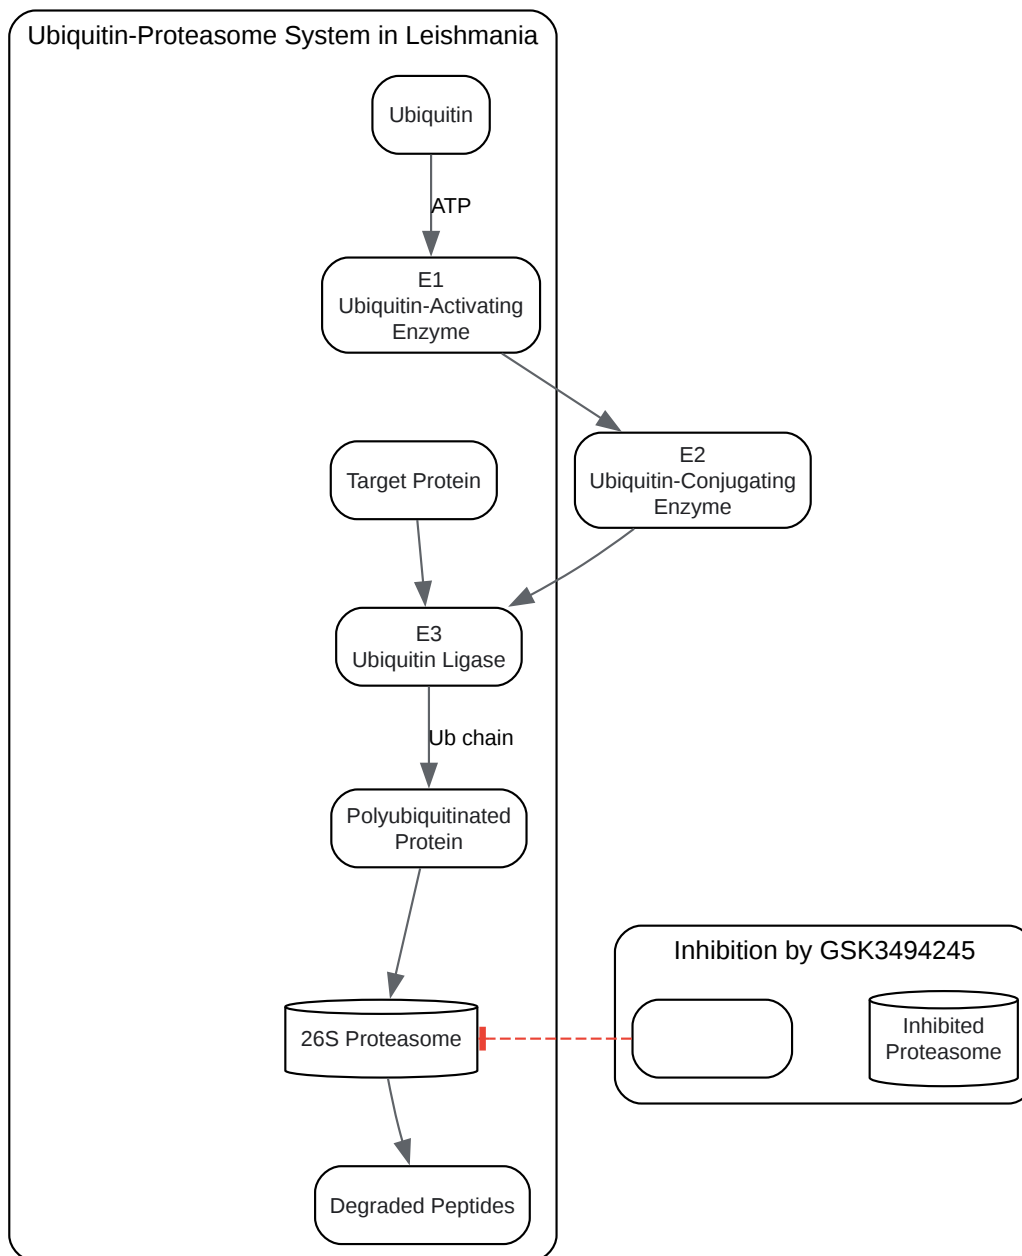 Ubiquitin-Proteasome System in Leishmania
Ubiquitin
ATP
E1
Ubiquitin-Activating
Enzyme
Target Protein
E2
Ubiquitin-Conjugating
Enzyme
E3
Ubiquitin Ligase
Ub chain
Polyubiquitinated
Protein
Inhibition by GSK3494245
26S Proteasome
Inhibited
Proteasome
Degraded Peptides